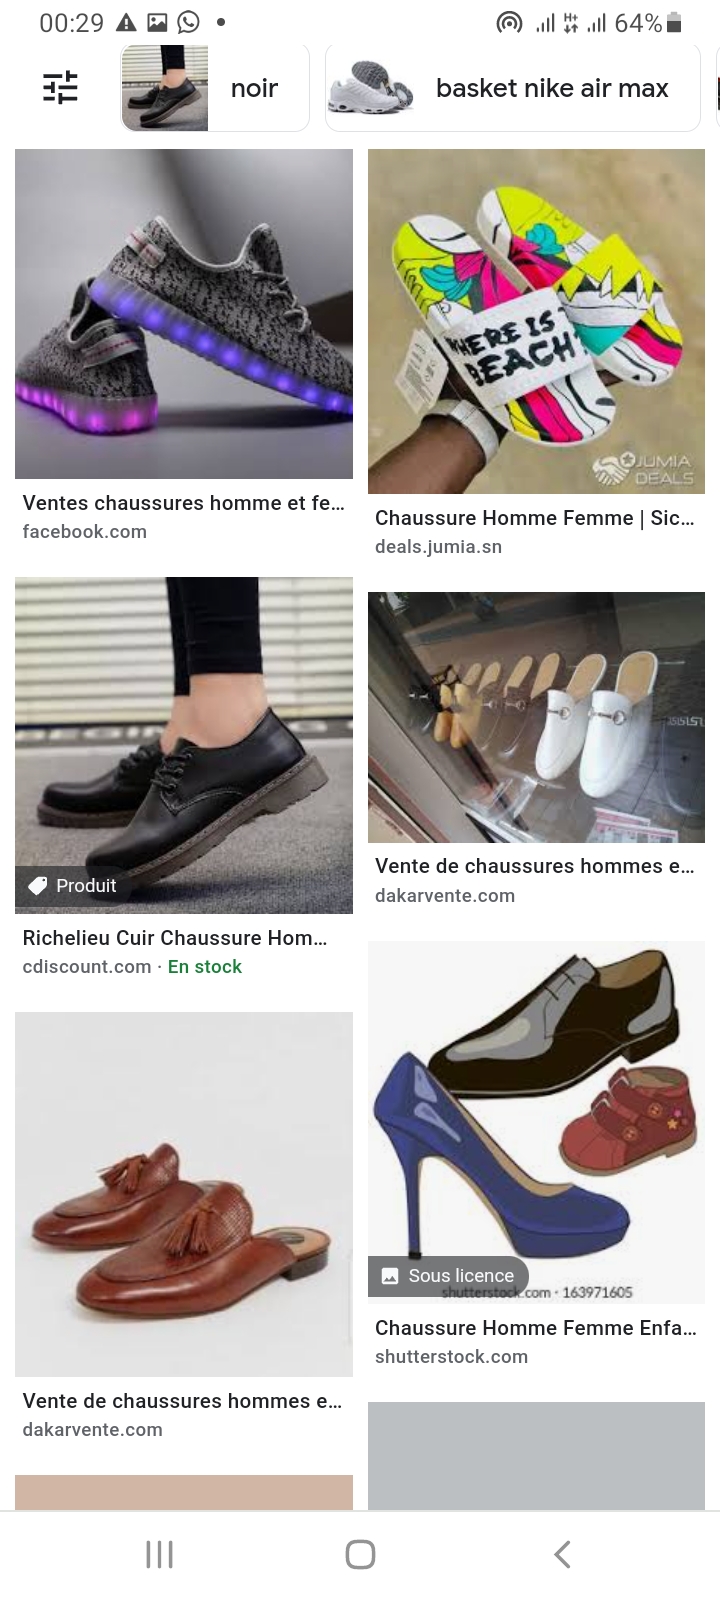 00:29
64%
noir
basket nike air max
Ventes chaussures homme et fe...
facebook.com
WHERE IS
BEACH
JUMIA
DEALS
Chaussure Homme Femme | Sic...
deals.jumia.sn
Produit
Richelieu Cuir Chaussure Hom...
cdiscount.com · En stock
Vente de chaussures hommes e...
dakarvente.com
Sous licence
shutterstock.com · 163971605
Chaussure Homme Femme Enfa...
shutterstock.com
Vente de chaussures hommes e...
dakarvente.com